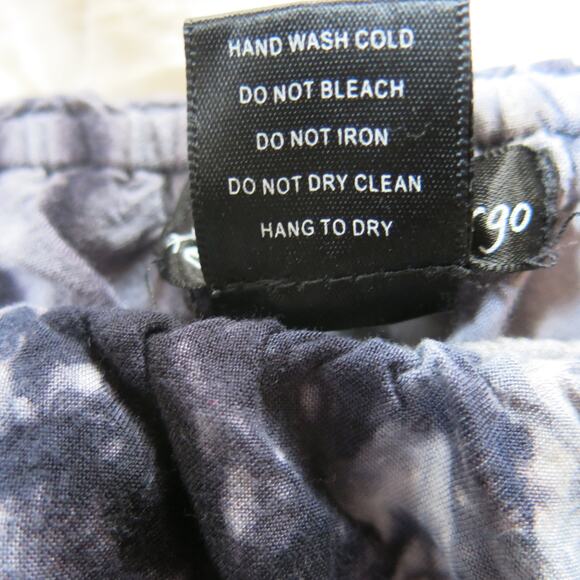 HAND WASH COLD
DO NOT BLEACH
DO NOT IRON
DO NOT DRY CLEAN
HANG TO DRY